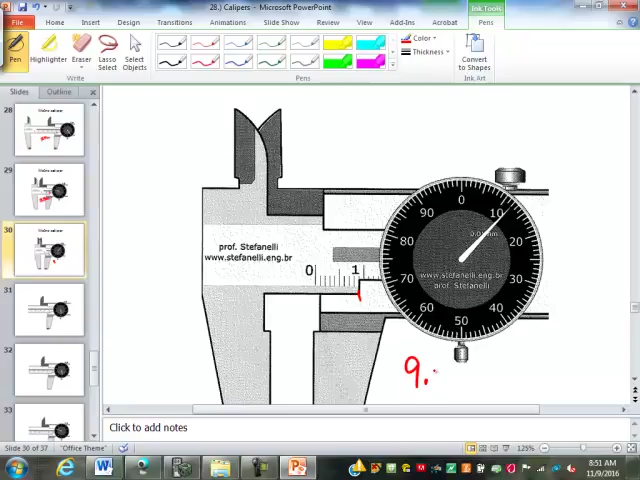 28.) Calipers - Microsoft PowerPoint
Ink Tools
File Home Insert Design Transitions Animations Slide Show Review View Add-Ins Acrobat Pens
Pen Highlighter Eraser Lasso Select Select Objects
Color
Thickness
Convert to Shapes
Write Pens Ink Art
Slides Outline
28
29
30
31
32
33
prof. Stefanelli
www.stefanelli.eng.br
0 1
0
10
20
30
40
50
60
70
80
90
0.01 mm
www.stefanelli.eng.br
prof. Stefanelli
9.
Click to add notes
Slide 30 of 37 "Office Theme" 125%
8:51 AM
11/9/2016